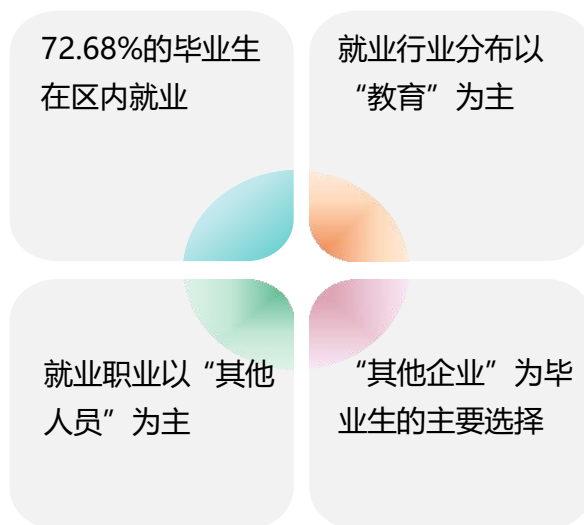 72.68%的毕业生
在区内就业
就业行业分布以
“教育”为主
就业职业以“其他
人员”为主
“其他企业”为毕
业生的主要选择